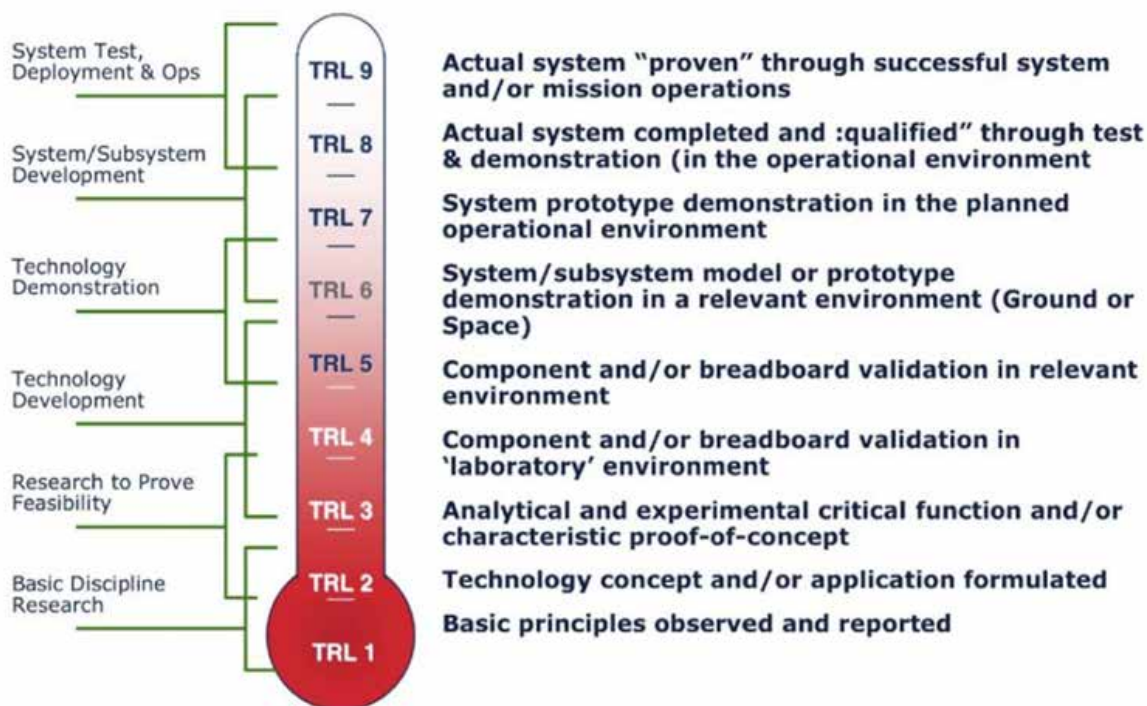 System Test,
Deployment & Ops
System/Subsystem
Development
Technology
Demonstration
Technology
Development
Research to Prove
Feasibility
Basic Discipline
Research
TRL 9
TRL 8
TRL 7
TRL 6
TRL 5
TRL 4
TRL 3
TRL 2
TRL 1
Actual system “proven” through successful system
and/or mission operations
Actual system completed and :qualified” through test
& demonstration (in the operational environment
System prototype demonstration in the planned
operational environment
System/subsystem model or prototype
demonstration in a relevant environment (Ground or
Space)
Component and/or breadboard validation in relevant
environment
Component and/or breadboard validation in
‘laboratory’ environment
Analytical and experimental critical function and/or
characteristic proof-of-concept
Technology concept and/or application formulated
Basic principles observed and reported